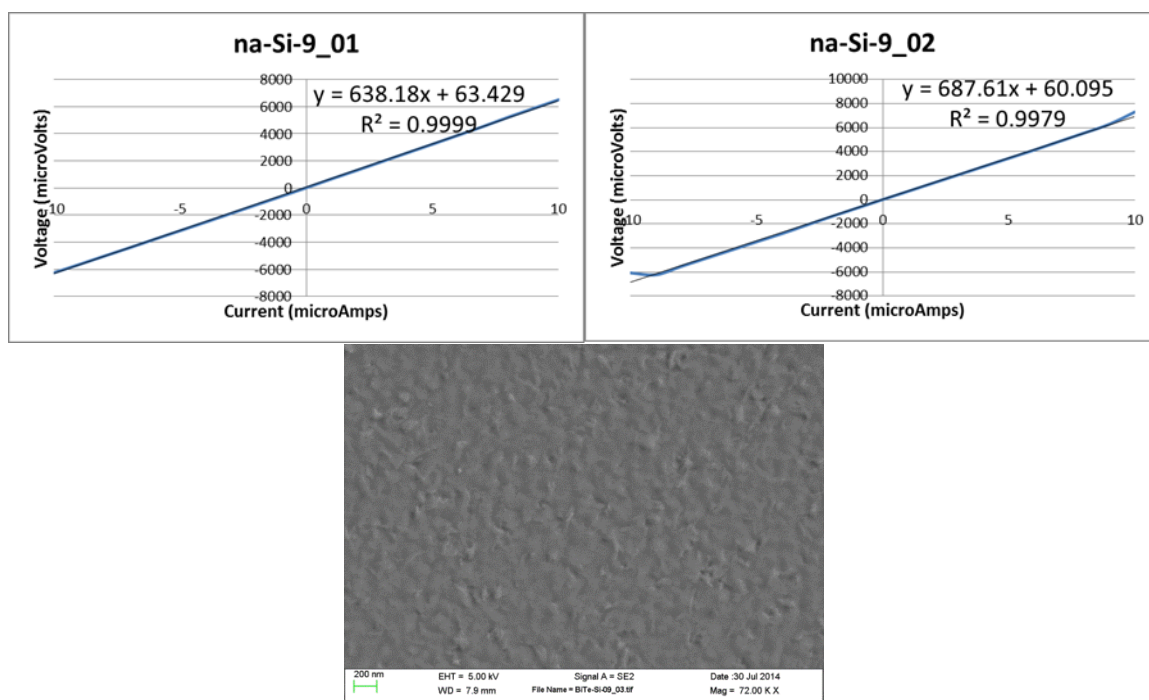 na-Si-9_01
8000
6000
4000
2000
0
-2000
-4000
-6000
-8000
10
-5
0
5
10
y = 638.18x + 63.429
R² = 0.9999
Voltage (microVolts)
Current (microAmps)
na-Si-9_02
10000
8000
6000
4000
2000
0
-2000
-4000
-6000
-8000
10
-5
0
5
10
y = 687.61x + 60.095
R² = 0.9979
Voltage (microVolts)
Current (microAmps)
200 nm
EHT = 5.00 kV
Signal A = SE2
Date :30 Jul 2014
WD = 7.9 mm
File Name = BiTe-Si-09_03.tif
Mag = 72.00 K X